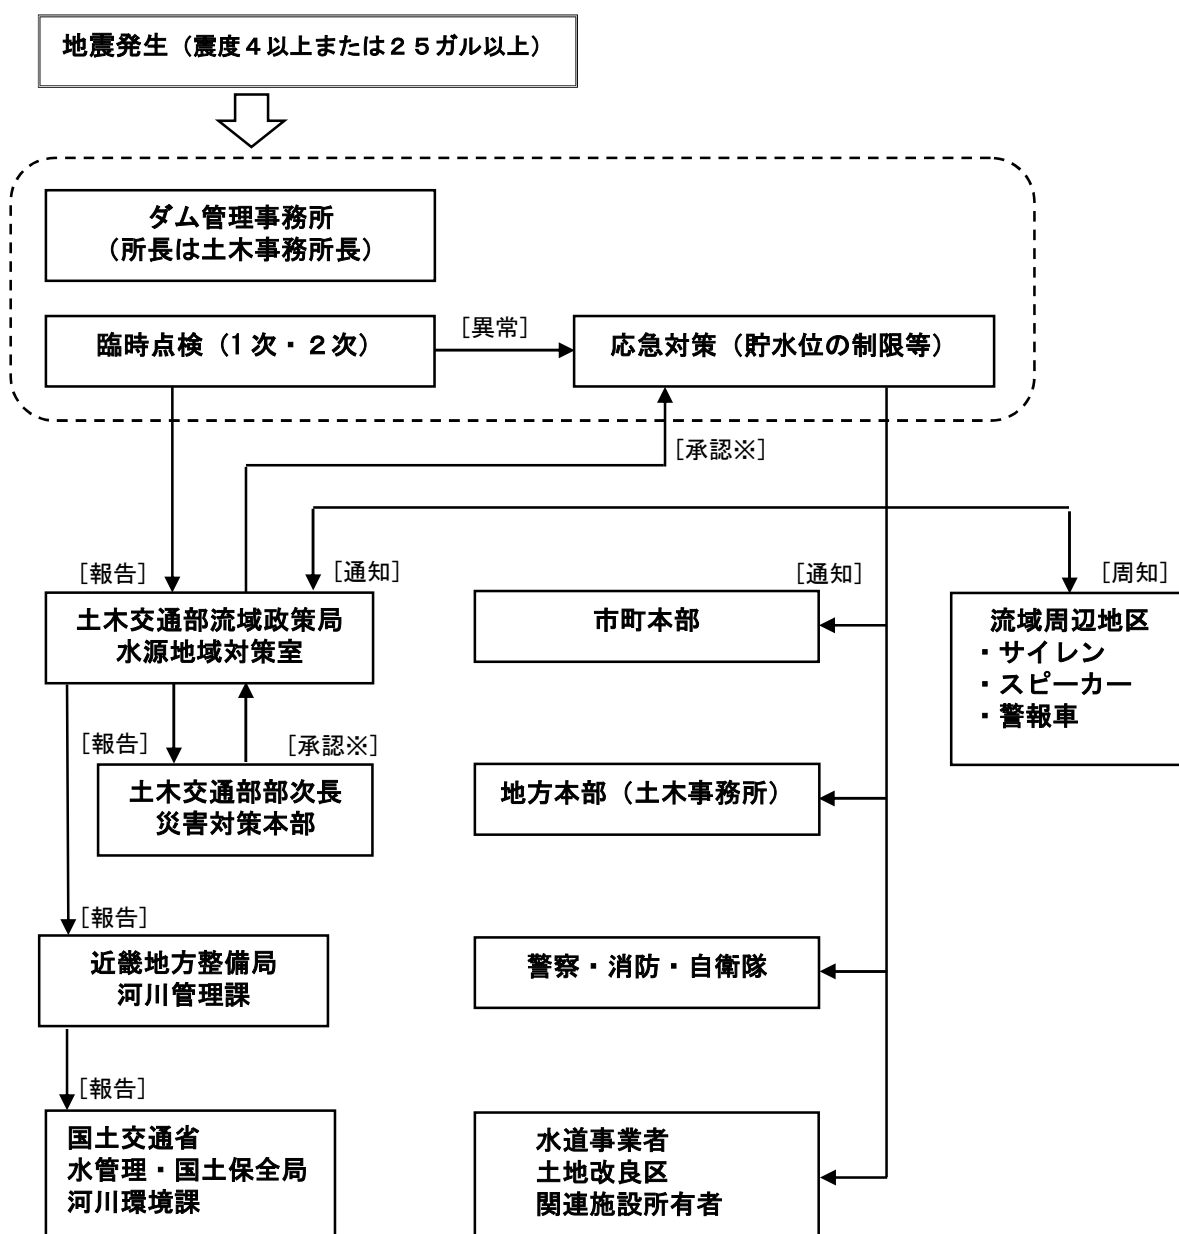 地震発生（震度４以上または２５ガル以上）
ダム管理事務所
（所長は土木事務所長）
臨時点検（1 次・２次）
［異常］
応急対策（貯水位の制限等）
［承認※］
［報告］
［通知］
［通知］
［周知］
土木交通部流域政策局
水源地域対策室
市町本部
流域周辺地区
・サイレン
・スピーカー
・警報車
［報告］
［承認※］
土木交通部部次長
災害対策本部
地方本部（土木事務所）
［報告］
近畿地方整備局
河川管理課
警察・消防・自衛隊
［報告］
国土交通省
水管理・国土保全局
河川環境課
水道事業者
土地改良区
関連施設所有者